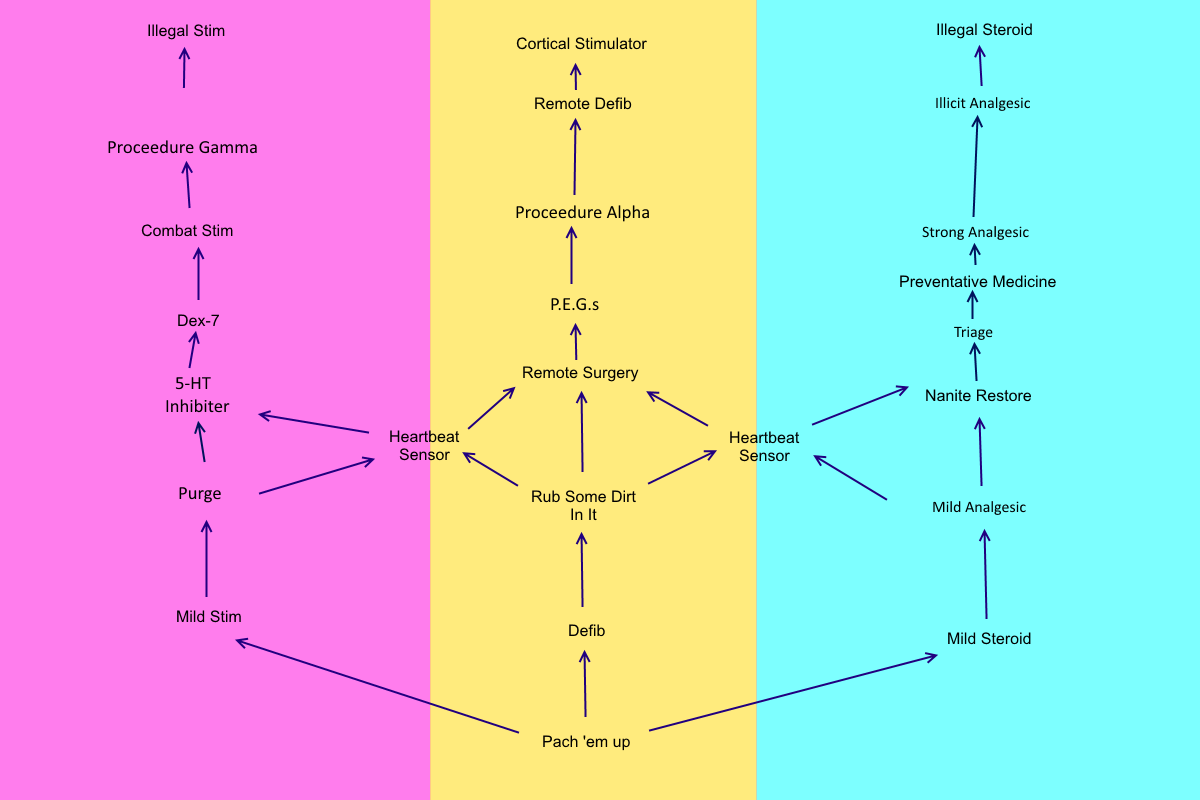 Illegal Stim
Proceedure Gamma
Combat Stim
Dex-7
5-HT
Inhibiter
Purge
Mild Stim
Cortical Stimulator
Remote Defib
Proceedure Alpha
P.E.G.s
Remote Surgery
Heartbeat
Sensor
Heartbeat
Sensor
Rub Some Dirt
In It
Defib
Pach 'em up
Illegal Steroid
Illicit Analgesic
Strong Analgesic
Preventative Medicine
Triage
Nanite Restore
Mild Analgesic
Mild Steroid